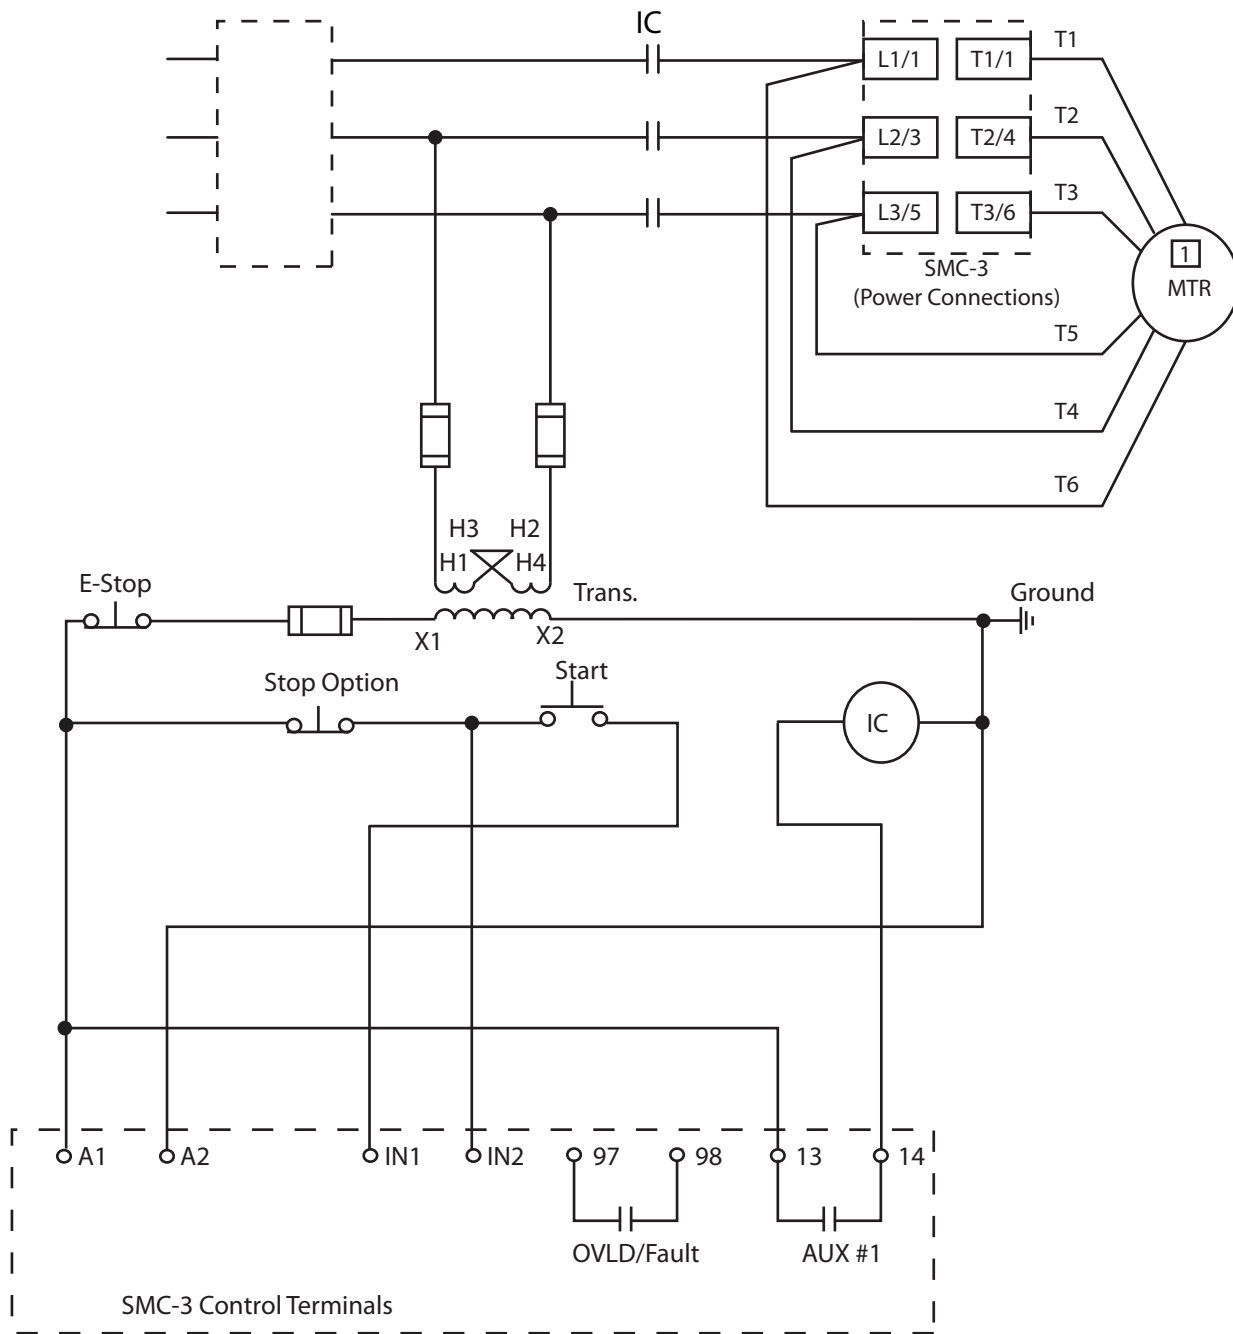 IC
L1/1 T1/1 T1
L2/3 T2/4 T2
L3/5 T3/6 T3
SMC-3
(Power Connections)
1
MTR
T5
T4
T6
H3 H2
H1 H4
E-Stop
Trans.
Ground
X1 X2
Stop Option
Start
IC
A1 A2 IN1 IN2 97 98 13 14
OVLD/Fault AUX #1
SMC-3 Control Terminals